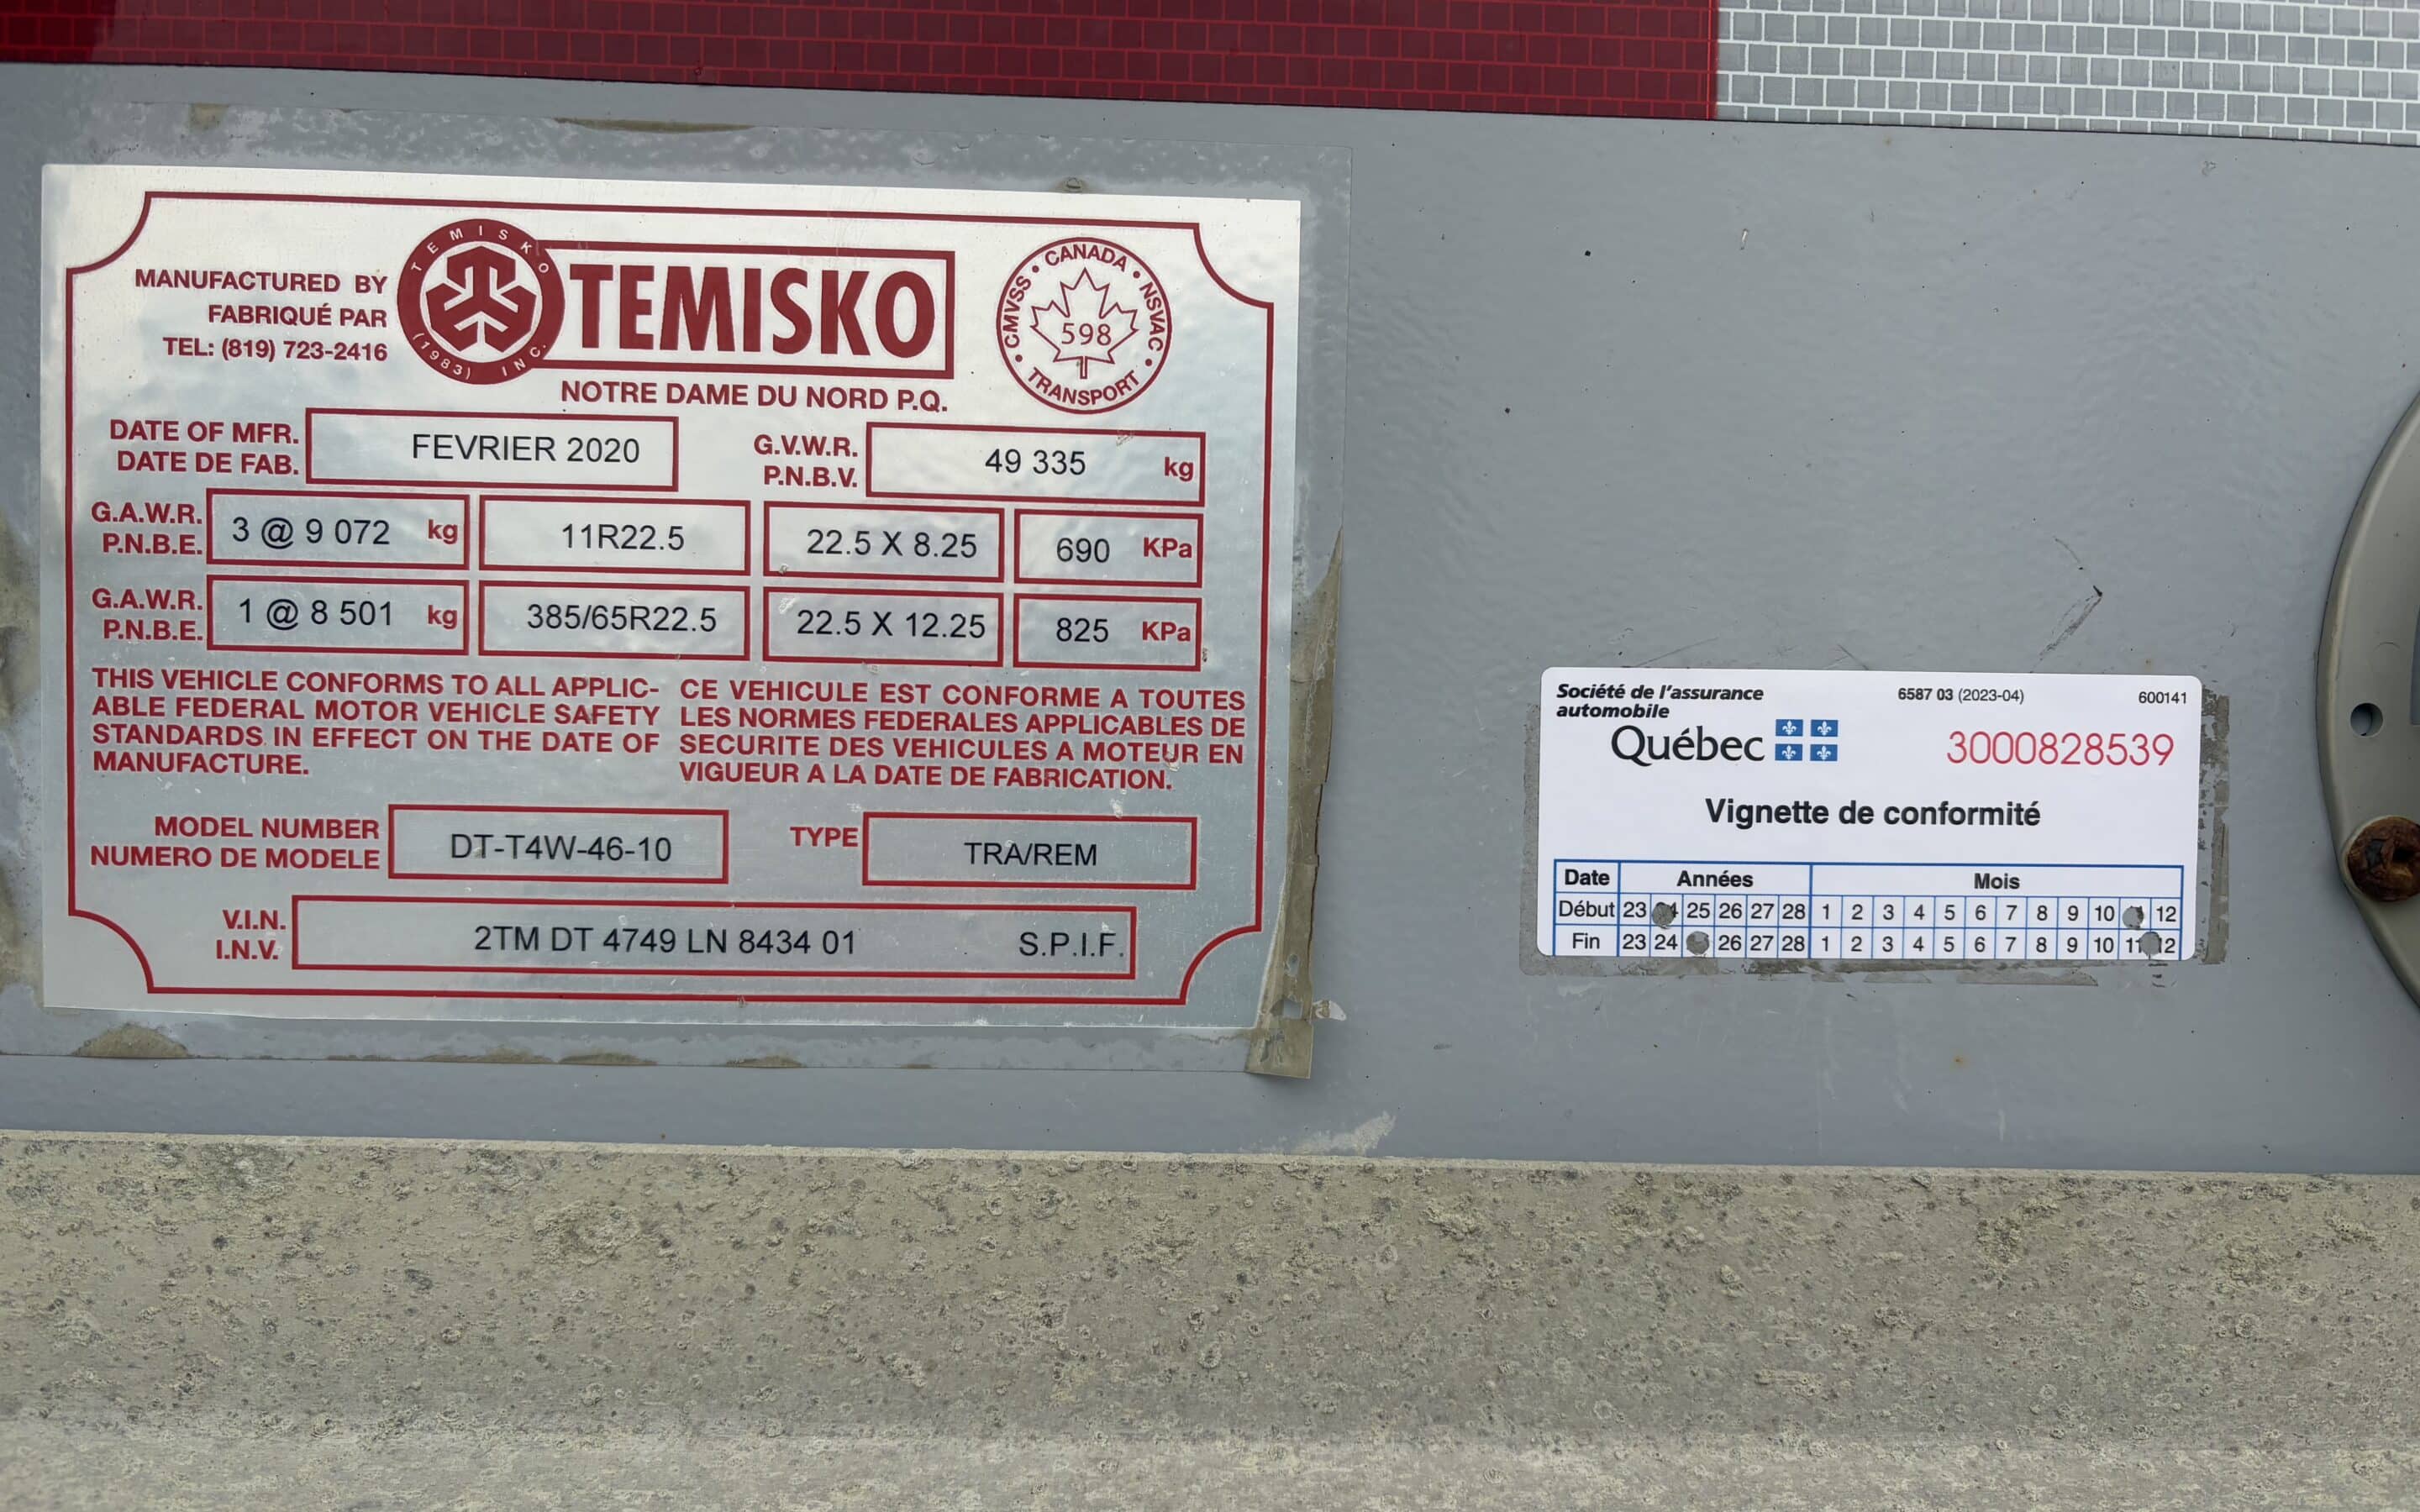 MANUFACTURED BY
FABRIQUÉ PAR
TEL: (819) 723-2416
TEMISKO (1983) INC.
TEMISKO
NOTRE DAME DU NORD P.Q.
CANADA • NSVAC • TRANSPORT • CMVSS •
598
DATE OF MFR.
DATE DE FAB.
FEVRIER 2020
G.V.W.R.
P.N.B.V.
49 335 kg
G.A.W.R.
P.N.B.E.
3 @ 9 072 kg 11R22.5 22.5 X 8.25 690 KPa
G.A.W.R.
P.N.B.E.
1 @ 8 501 kg 385/65R22.5 22.5 X 12.25 825 KPa
THIS VEHICLE CONFORMS TO ALL APPLIC-
ABLE FEDERAL MOTOR VEHICLE SAFETY
STANDARDS IN EFFECT ON THE DATE OF
MANUFACTURE.
CE VEHICULE EST CONFORME A TOUTES
LES NORMES FEDERALES APPLICABLES DE
SECURITE DES VEHICULES A MOTEUR EN
VIGUEUR A LA DATE DE FABRICATION.
MODEL NUMBER
NUMERO DE MODELE
DT-T4W-46-10
TYPE
TRA/REM
V.I.N.
I.N.V.
2TM DT 4749 LN 8434 01 S.P.I.F.
Société de l'assurance
automobile
Québec
6587 03 (2023-04) 600141
3000828539
Vignette de conformité
Date Années Mois
Début 23 25 26 27 28 1 2 3 4 5 6 7 8 9 10 12
Fin 23 24 26 27 28 1 2 3 4 5 6 7 8 9 10 11 12